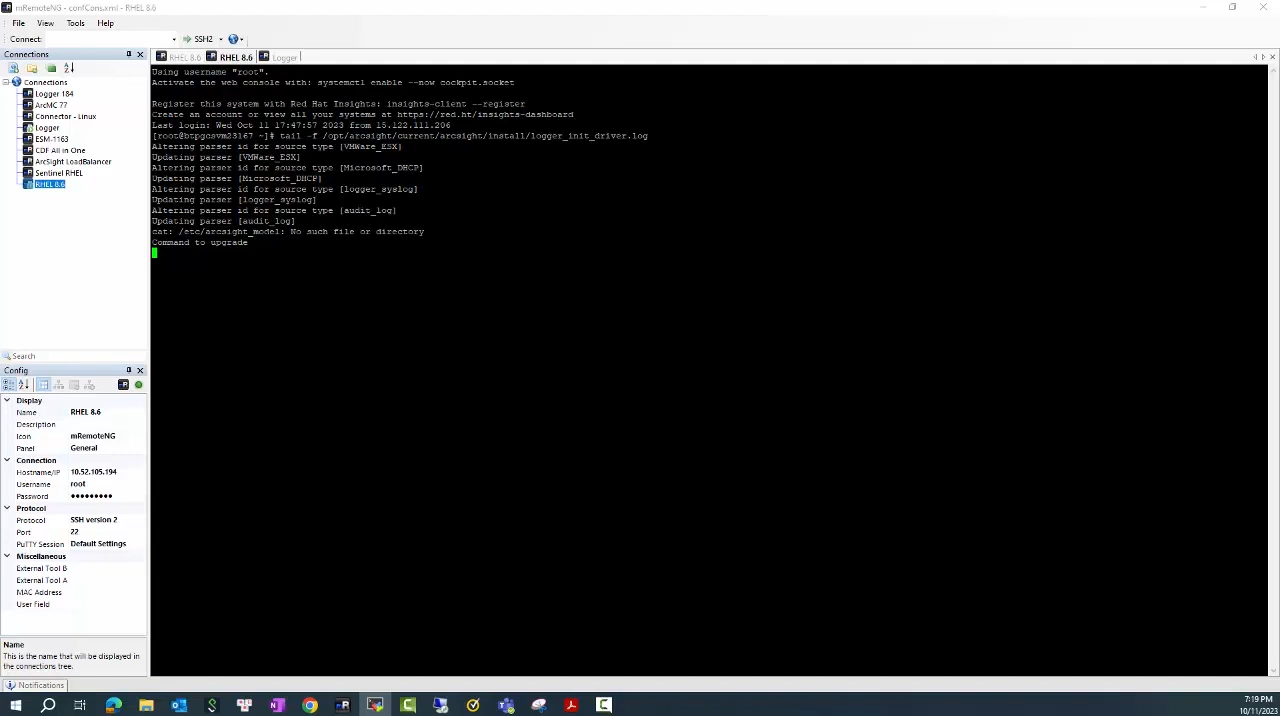 mRemoteNG - confCons.xml - RHEL 8.6
File View Tools Help
Connect: SSH2
Connections
RHEL 8.6 RHEL 8.6 Logger
Connections
Logger 184
ArcMC 77
Connector - Linux
Logger
ESM-1163
CDF All in One
ArcSight LoadBalancer
Sentinel RHEL
RHEL 8.6
Using username "root".
Activate the web console with: systemctl enable --now cockpit.socket
Register this system with Red Hat Insights: insights-client --register
Create an account or view all your systems at https://red.ht/insights-dashboard
Last login: Wed Oct 11 17:47:57 2023 from 15.122.111.206
[root@btpgcsvm23167 ~]# tail -f /opt/arcsight/current/arcsight/install/logger_init_driver.log
Altering parser id for source type [VMWare_ESX]
Updating parser [VMWare_ESX]
Altering parser id for source type [Microsoft_DHCP]
Updating parser [Microsoft_DHCP]
Altering parser id for source type [logger_syslog]
Updating parser [logger_syslog]
Altering parser id for source type [audit_log]
Updating parser [audit_log]
cat: /etc/arcsight_model: No such file or directory
Command to upgrade
Search
Config
Display
Name RHEL 8.6
Description
Icon mRemoteNG
Panel General
Connection
Hostname/IP 10.52.105.194
Username root
Password ●●●●●●●●●
Protocol
Protocol SSH version 2
Port 22
PuTTY Session Default Settings
Miscellaneous
External Tool B
External Tool A
MAC Address
User Field
Name
This is the name that will be displayed in
the connections tree.
Notifications
7:19 PM
10/11/2023